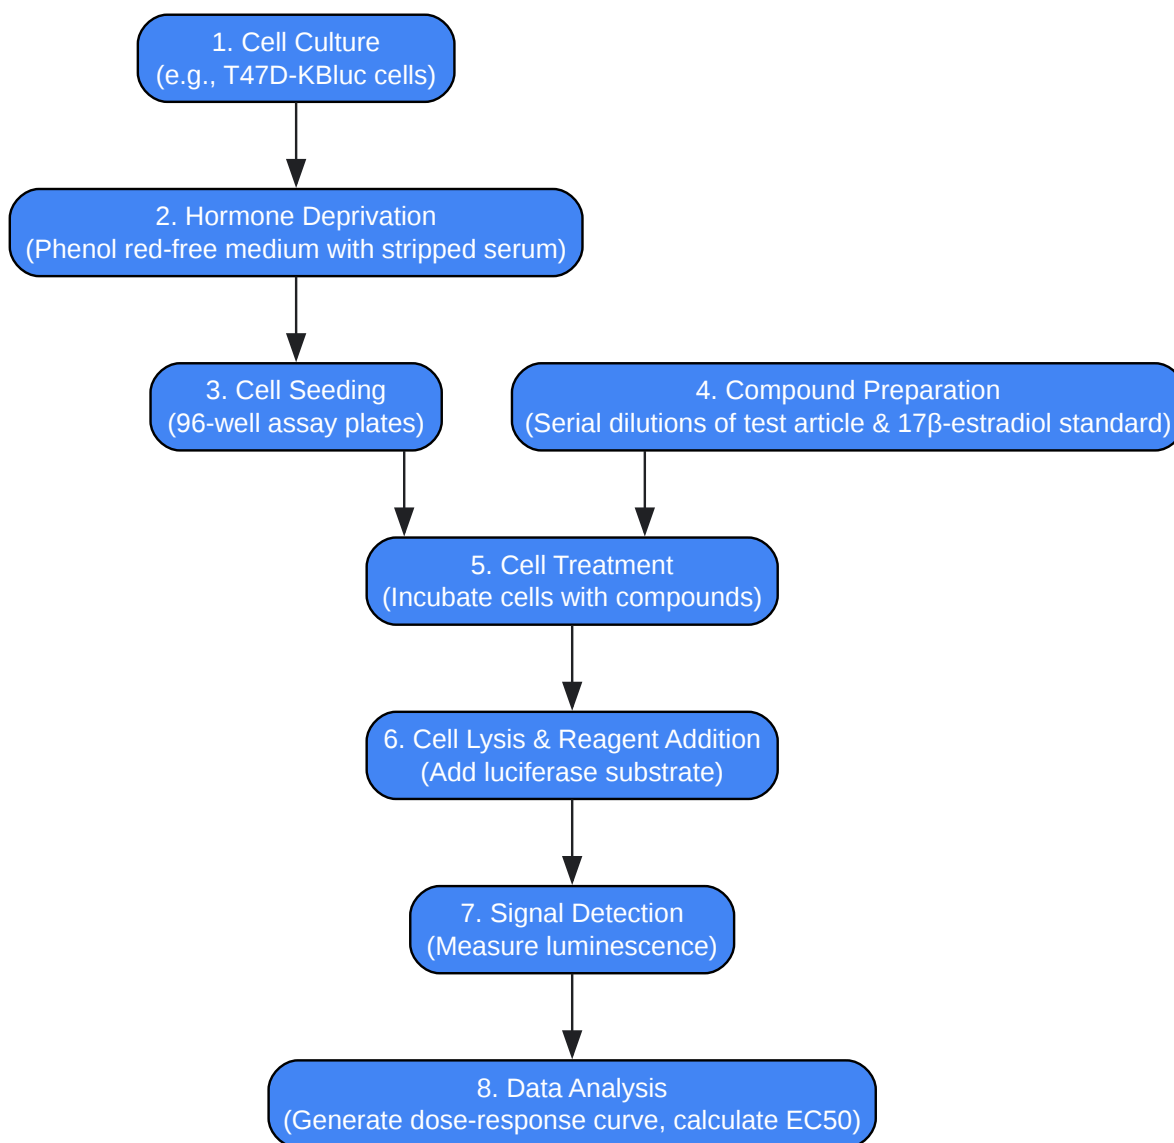 1. Cell Culture
(e.g., T47D-KBluc cells)
2. Hormone Deprivation
(Phenol red-free medium with stripped serum)
3. Cell Seeding
(96-well assay plates)
4. Compound Preparation
(Serial dilutions of test article & 17β-estradiol standard)
5. Cell Treatment
(Incubate cells with compounds)
6. Cell Lysis & Reagent Addition
(Add luciferase substrate)
7. Signal Detection
(Measure luminescence)
8. Data Analysis
(Generate dose-response curve, calculate EC50)